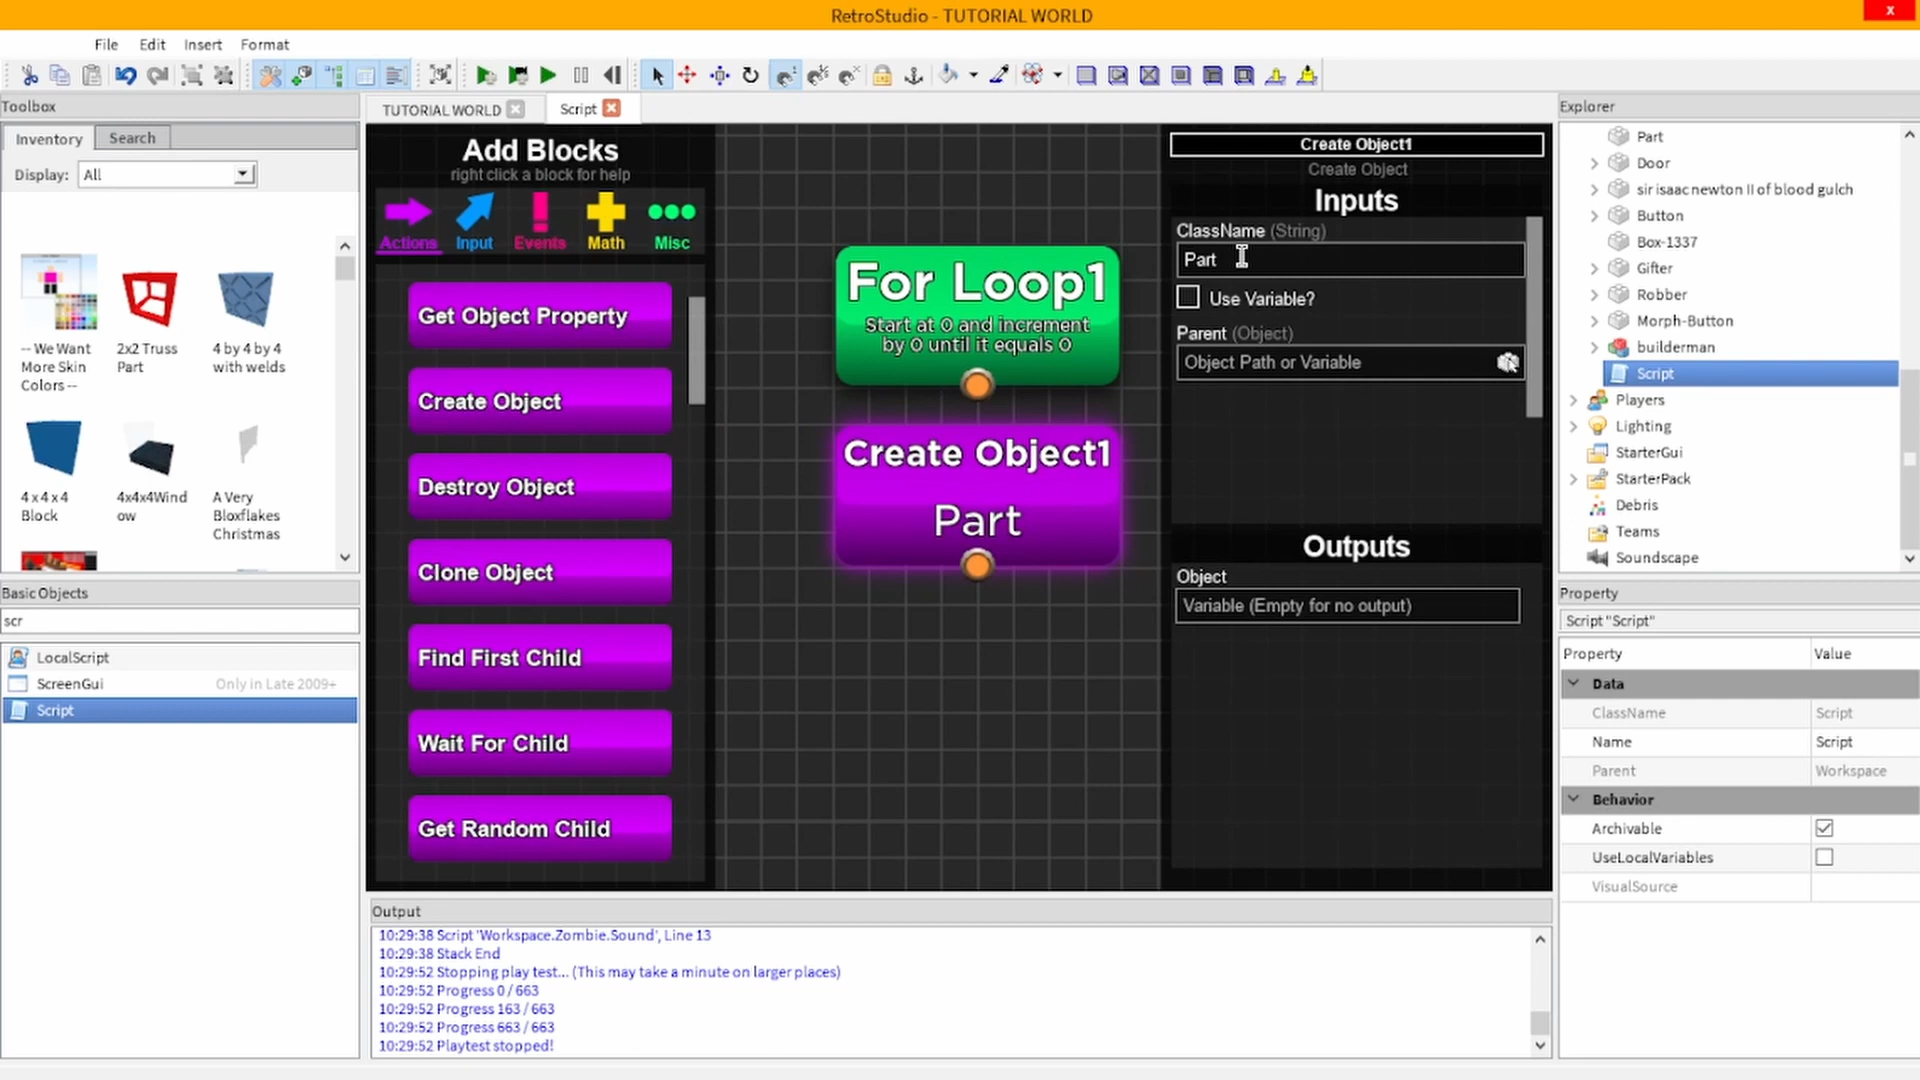 RetroStudio - TUTORIAL WORLD
x
File Edit Insert Format
Toolbox
Inventory Search
Display: All
-- We Want More Skin Colors --
2x2 Truss Part
4 by 4 by 4 with welds
4 x 4 x 4 Block
4x4x4Wind ow
A Very Bloxflakes Christmas
Basic Objects
scr
LocalScript
ScreenGui Only in Late 2009+
Script
TUTORIAL WORLD
Script
Add Blocks
right click a block for help
Actions Input Events Math Misc
Get Object Property
Create Object
Destroy Object
Clone Object
Find First Child
Wait For Child
Get Random Child
For Loop1
Start at 0 and increment
by 0 until it equals 0
Create Object1
Part
Create Object1
Create Object
Inputs
ClassName (String)
Part
Use Variable?
Parent (Object)
Object Path or Variable
Outputs
Object
Variable (Empty for no output)
Output
10:29:38 Script 'Workspace.Zombie.Sound', Line 13
10:29:38 Stack End
10:29:52 Stopping play test... (This may take a minute on larger places)
10:29:52 Progress 0 / 663
10:29:52 Progress 163 / 663
10:29:52 Progress 663 / 663
10:29:52 Playtest stopped!
Explorer
Part
Door
sir isaac newton II of blood gulch
Button
Box-1337
Gifter
Robber
Morph-Button
builderman
Script
Players
Lighting
StarterGui
StarterPack
Debris
Teams
Soundscape
Property
Script "Script"
Property Value
Data
ClassName Script
Name Script
Parent Workspace
Behavior
Archivable
UseLocalVariables
VisualSource